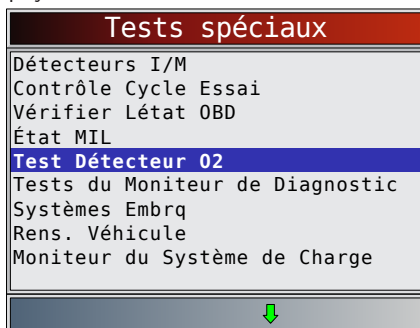 Tests spéciaux
Détecteurs I/M
Contrôle Cycle Essai
Vérifier Létat OBD
État MIL
Test Détecteur O2
Tests du Moniteur de Diagnostic
Systèmes Embrq
Rens. Véhicule
Moniteur du Système de Charge